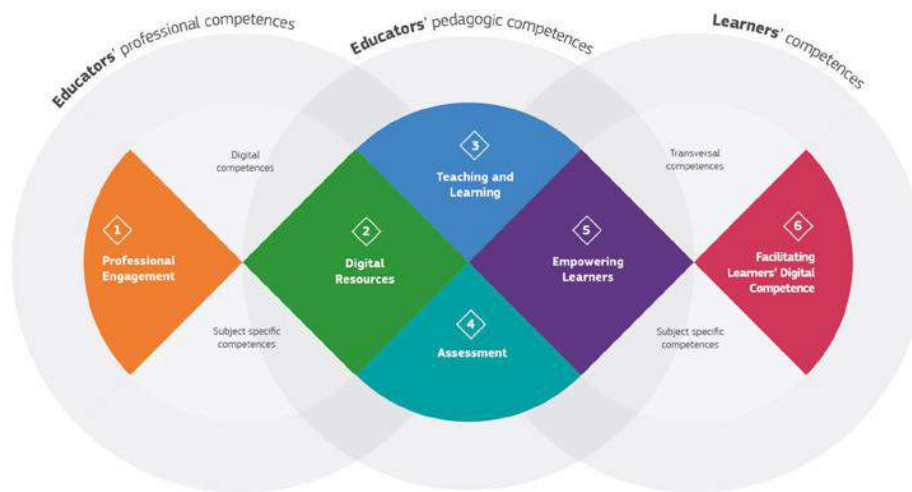 Educators' professional competences
Educators' pedagogic competences
Learners' competences
Digital
competences
Subject specific
competences
1
Professional
Engagement
2
Digital
Resources
3
Teaching and
Learning
4
Assessment
5
Empowering
Learners
Transversal
competences
Subject specific
competences
6
Facilitating
Learners' Digital
Competence